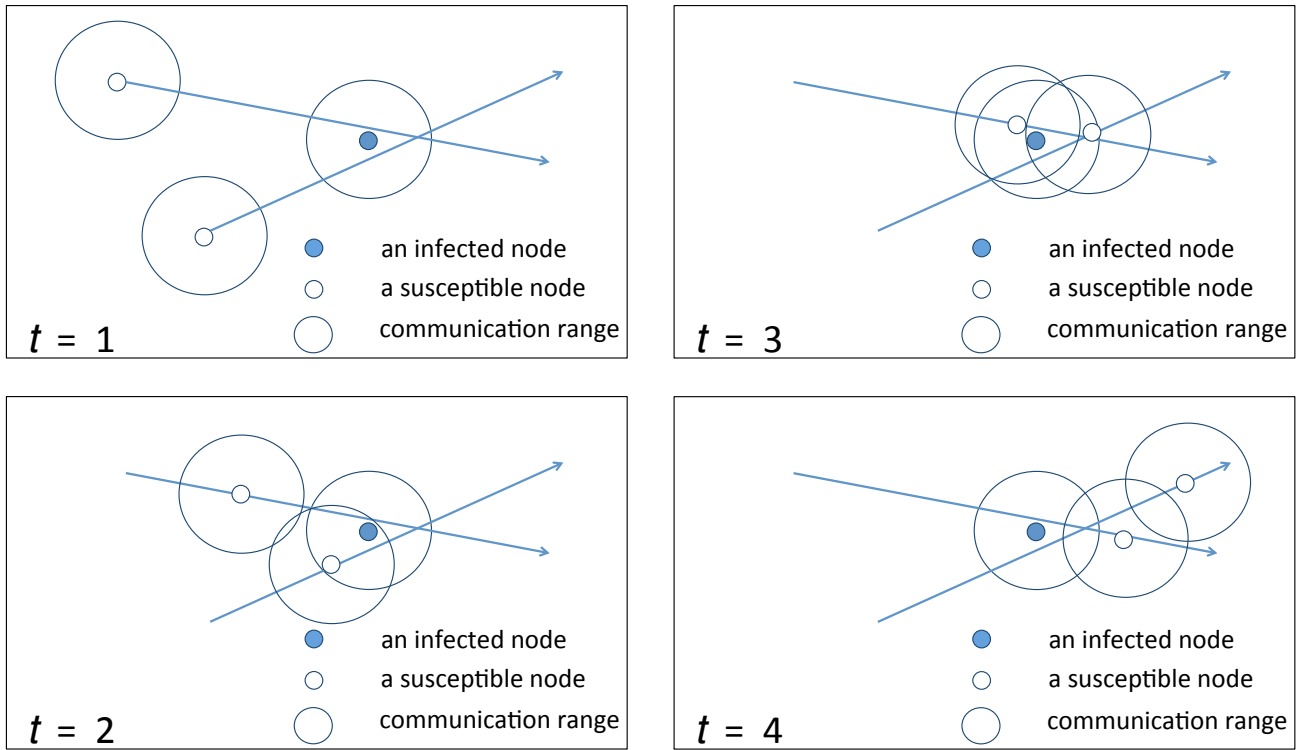 an infected node
a susceptible node
communication range
t = 1
an infected node
a susceptible node
communication range
t = 3
an infected node
a susceptible node
communication range
t = 2
an infected node
a susceptible node
communication range
t = 4